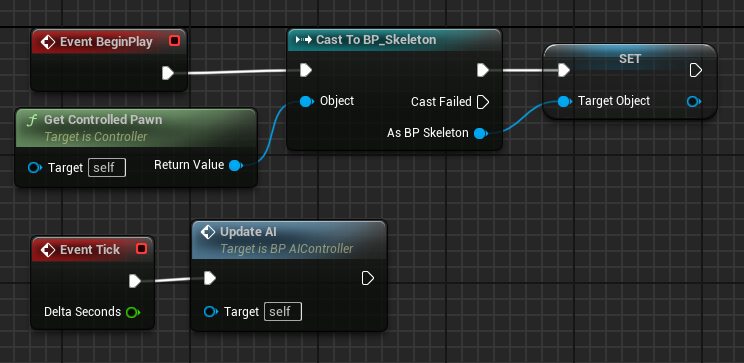 Event BeginPlay
Cast To BP_Skeleton
SET
Object
Cast Failed
As BP Skeleton
Target Object
f Get Controlled Pawn
Target is Controller
Target self
Return Value
Event Tick
Delta Seconds
Update AI
Target is BP AIController
Target self